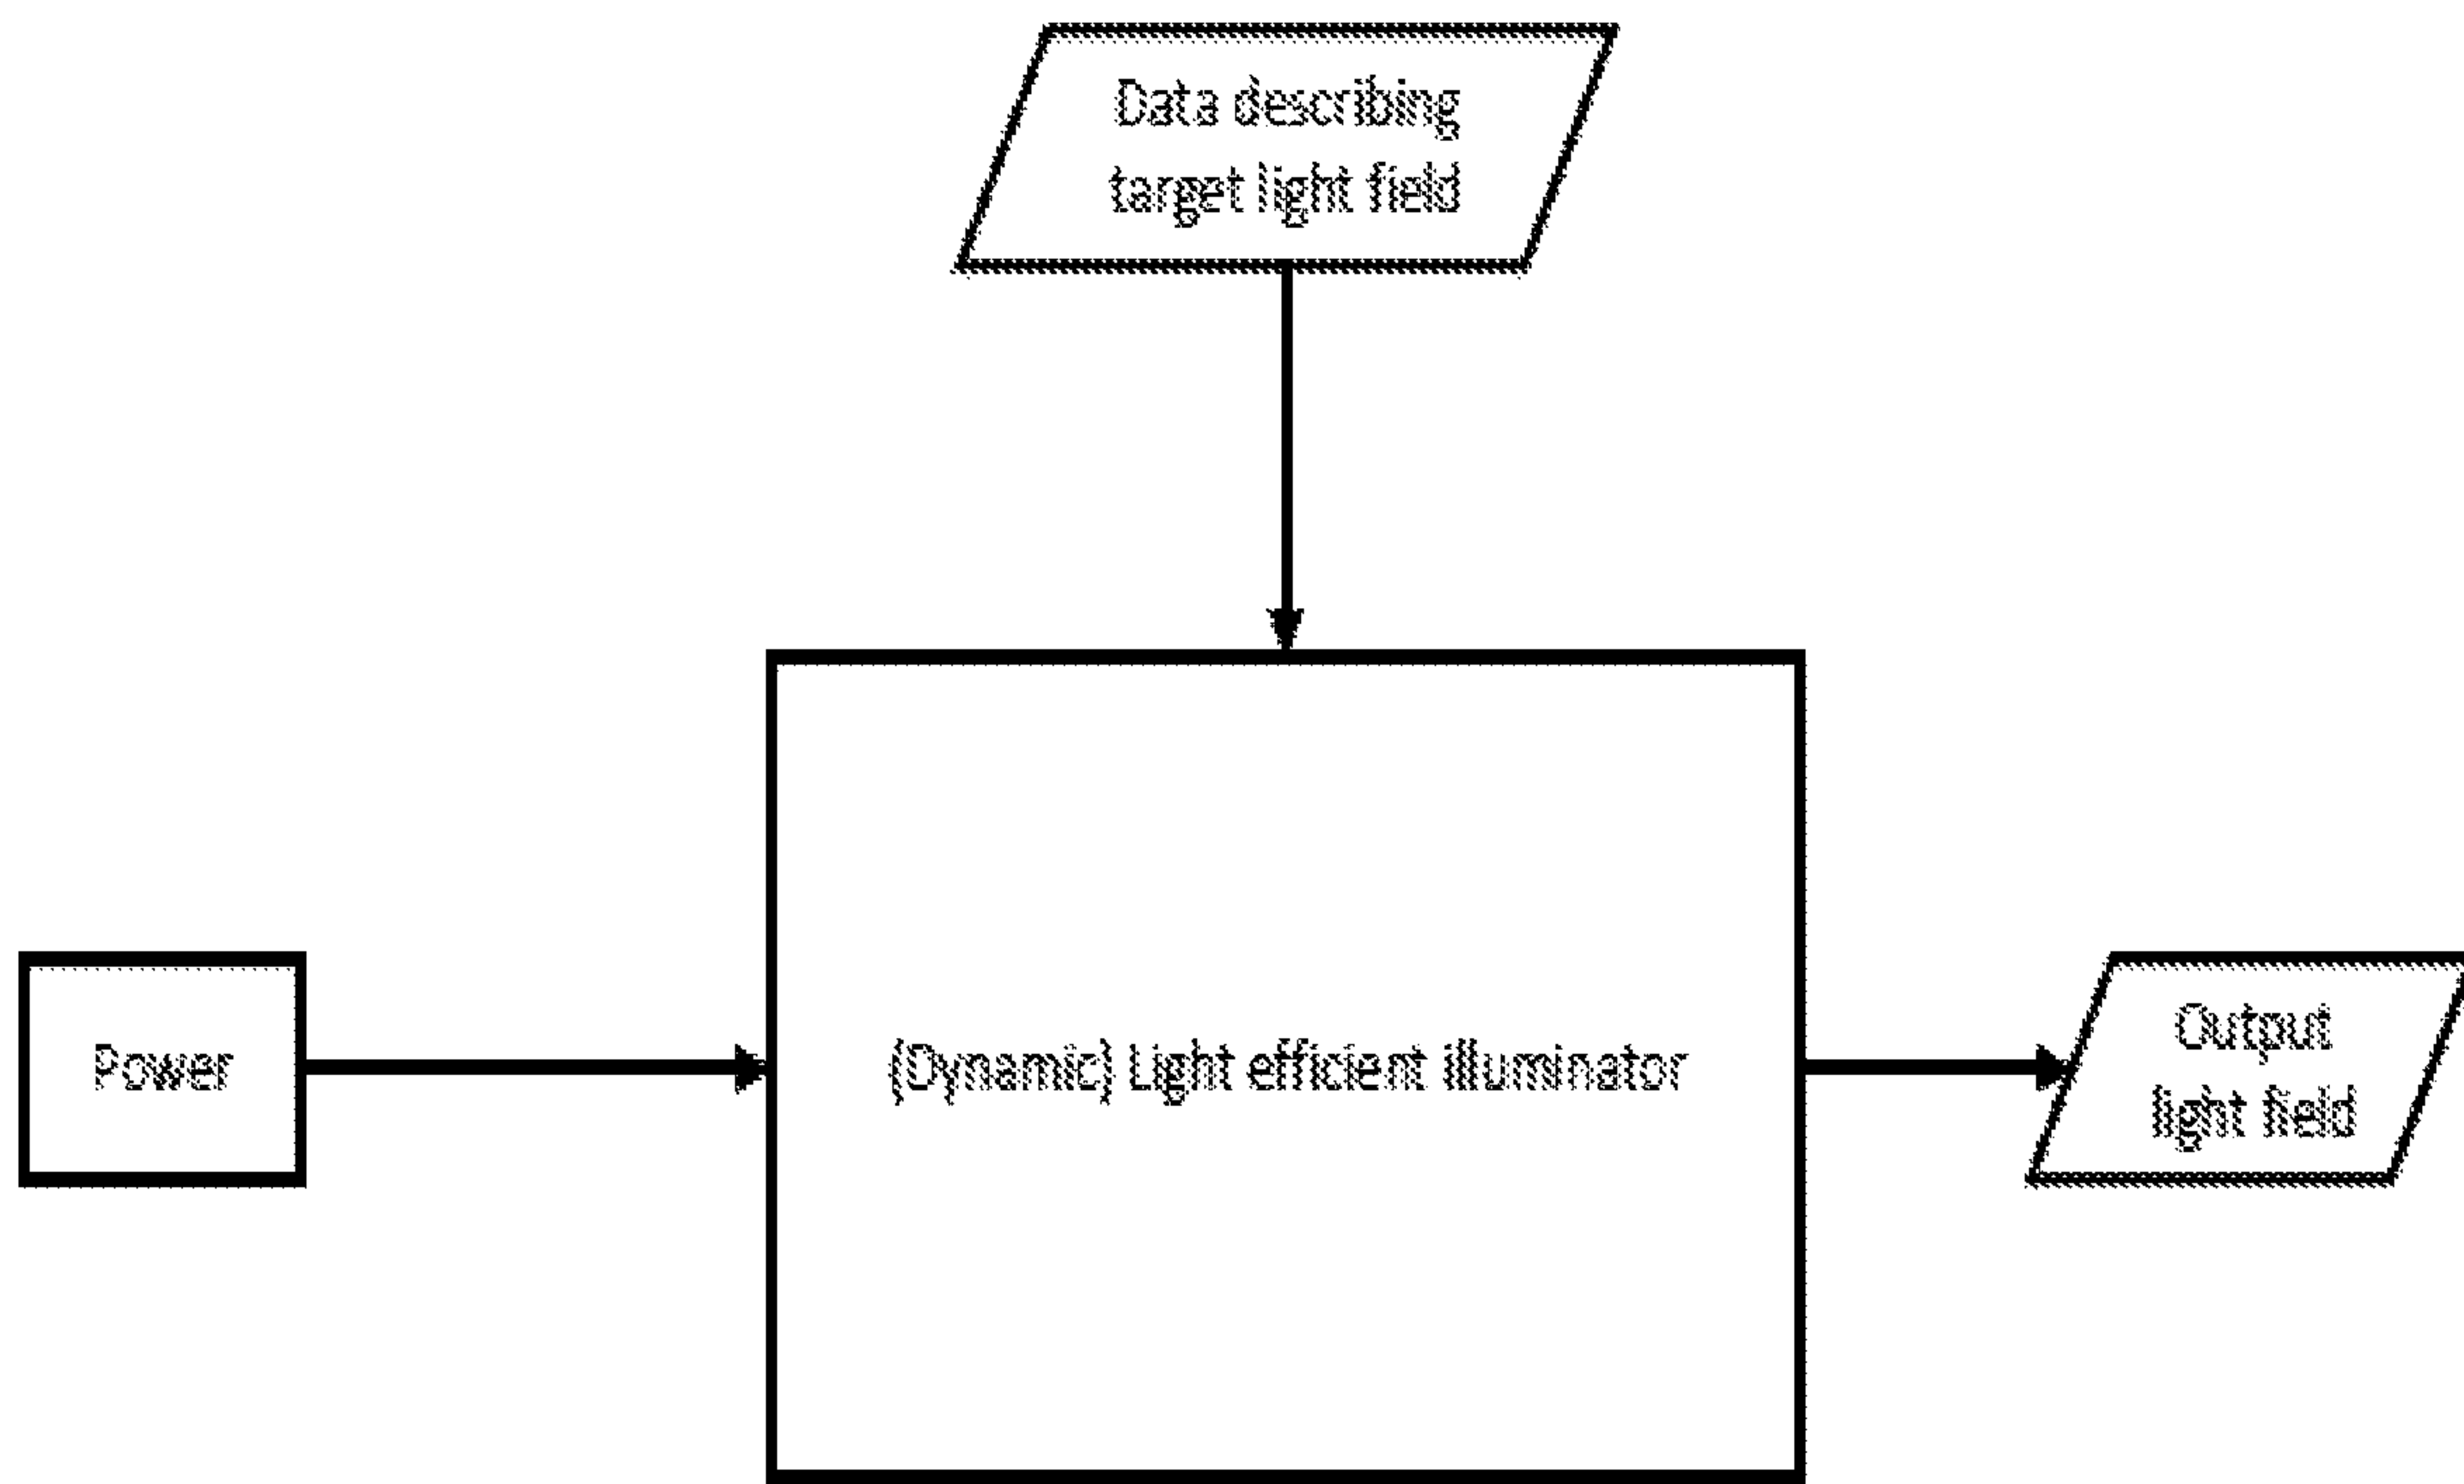 Data describing
target light field
Power
(Dynamic) Light efficient illuminator
Output
light field